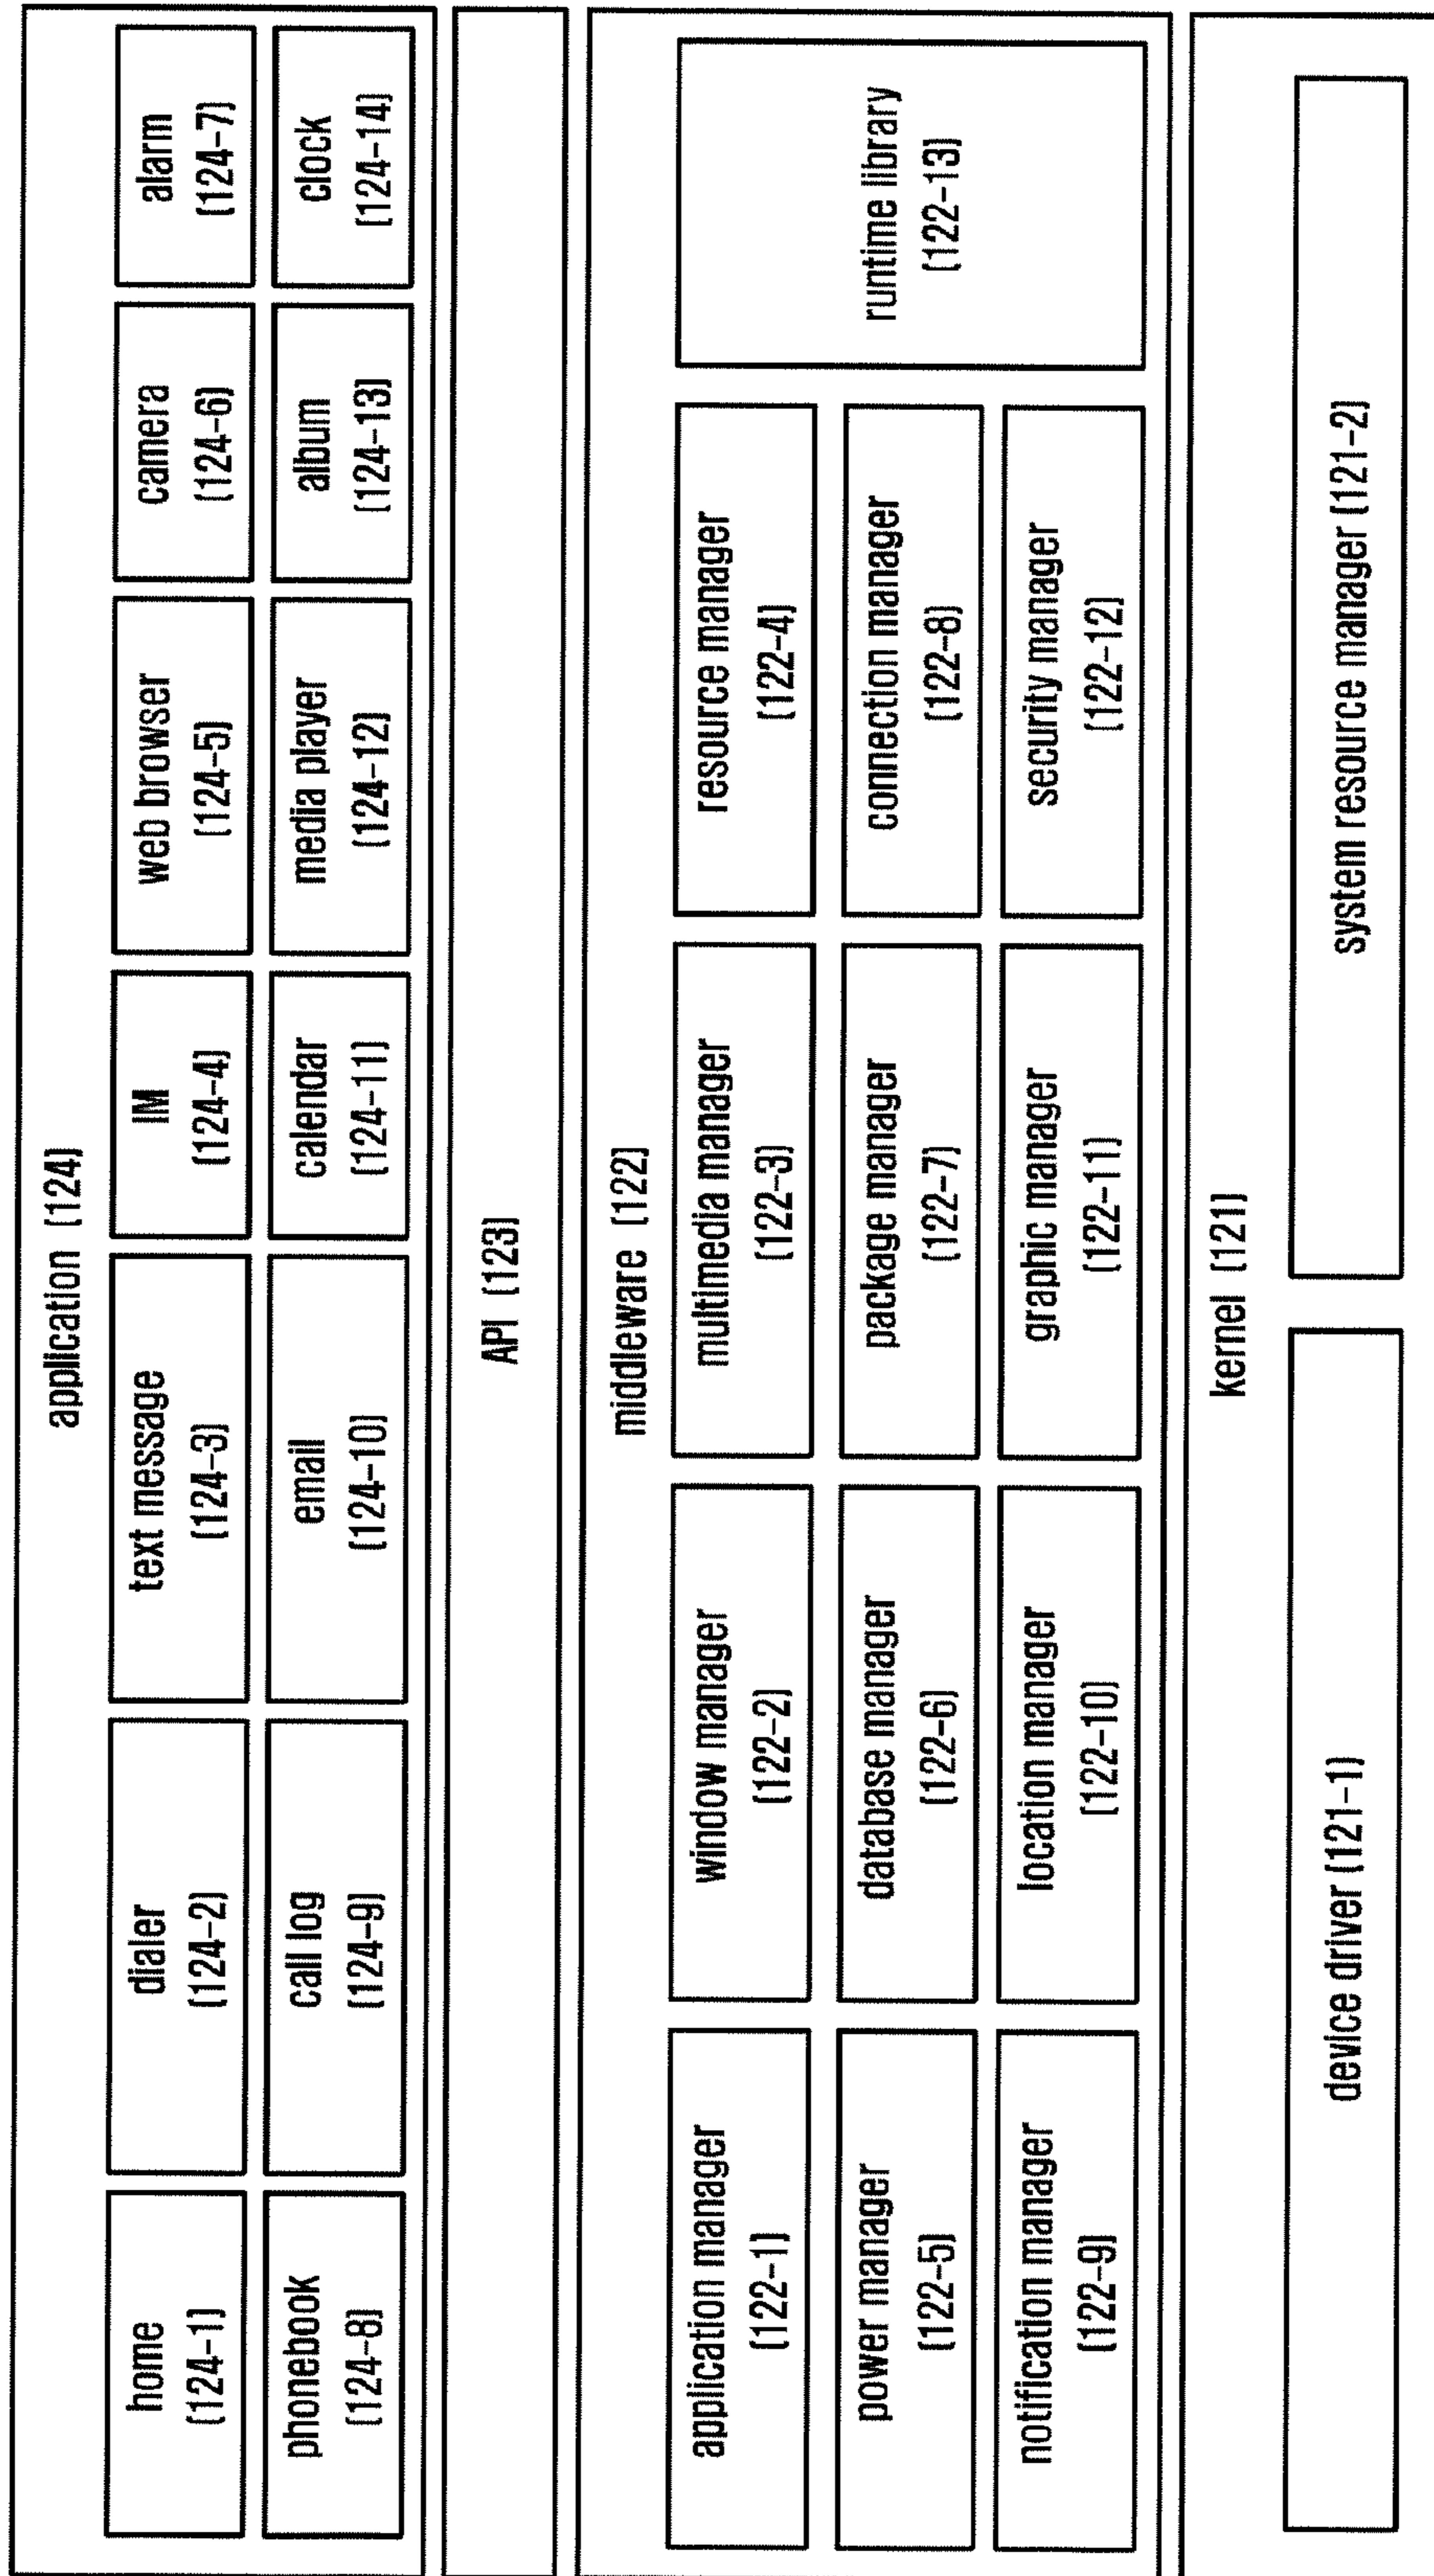 application (124)
home
(124-1)
dialer
(124-2)
text message
(124-3)
IM
(124-4)
web browser
(124-5)
camera
(124-6)
alarm
(124-7)
phonebook
(124-8)
call log
(124-9)
email
(124-10)
calendar
(124-11)
media player
(124-12)
album
(124-13)
clock
(124-14)
API (123)
middleware (122)
application manager
(122-1)
window manager
(122-2)
multimedia manager
(122-3)
resource manager
(122-4)
power manager
(122-5)
database manager
(122-6)
package manager
(122-7)
connection manager
(122-8)
notification manager
(122-9)
location manager
(122-10)
graphic manager
(122-11)
security manager
(122-12)
runtime library
(122-13)
kernel (121)
device driver (121-1)
system resource manager (121-2)